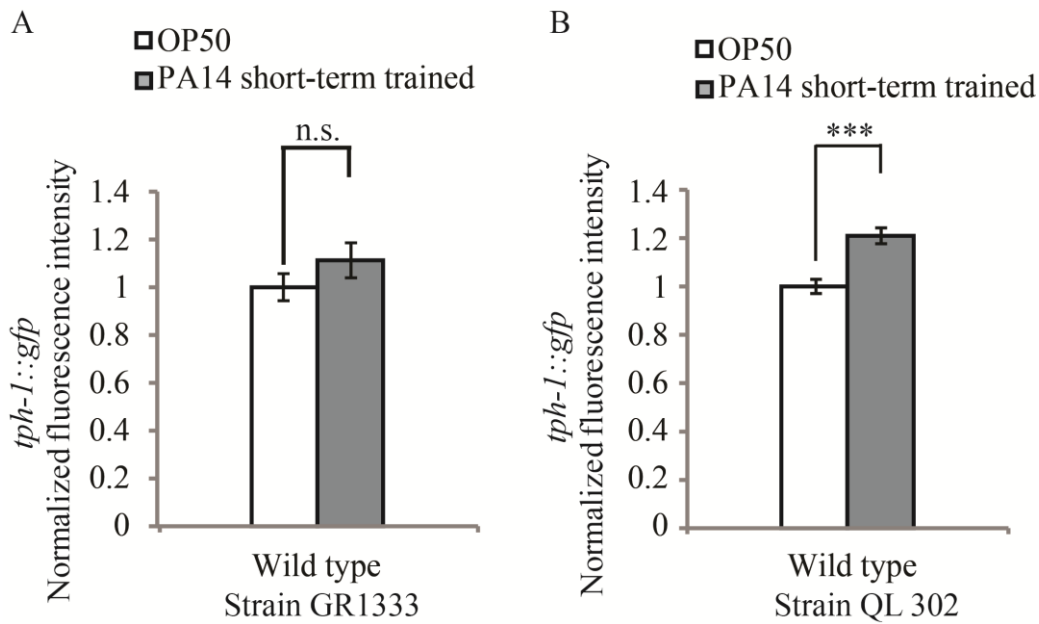 A
OP50
PA14 short-term trained
n.s.
tph-1::gfp
Normalized fluorescence intensity
1.4
1.2
1
0.8
0.6
0.4
0.2
0
Wild type
Strain GR1333
B
OP50
PA14 short-term trained
***
tph-1::gfp
Normalized fluorescence intensity
1.4
1.2
1
0.8
0.6
0.4
0.2
0
Wild type
Strain QL 302